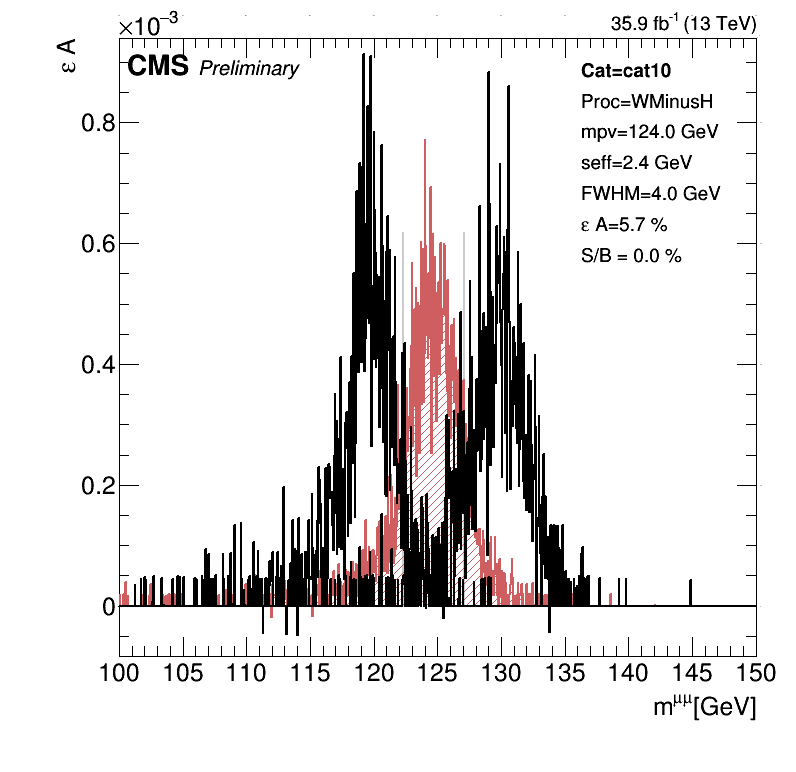 ×10⁻³
35.9 fb⁻¹ (13 TeV)
ε A
CMS Preliminary
Cat=cat10
Proc=WMinusH
mpv=124.0 GeV
seff=2.4 GeV
FWHM=4.0 GeV
ε A=5.7 %
S/B = 0.0 %
0.8
0.6
0.4
0.2
0
100 105 110 115 120 125 130 135 140 145 150
m^μμ[GeV]